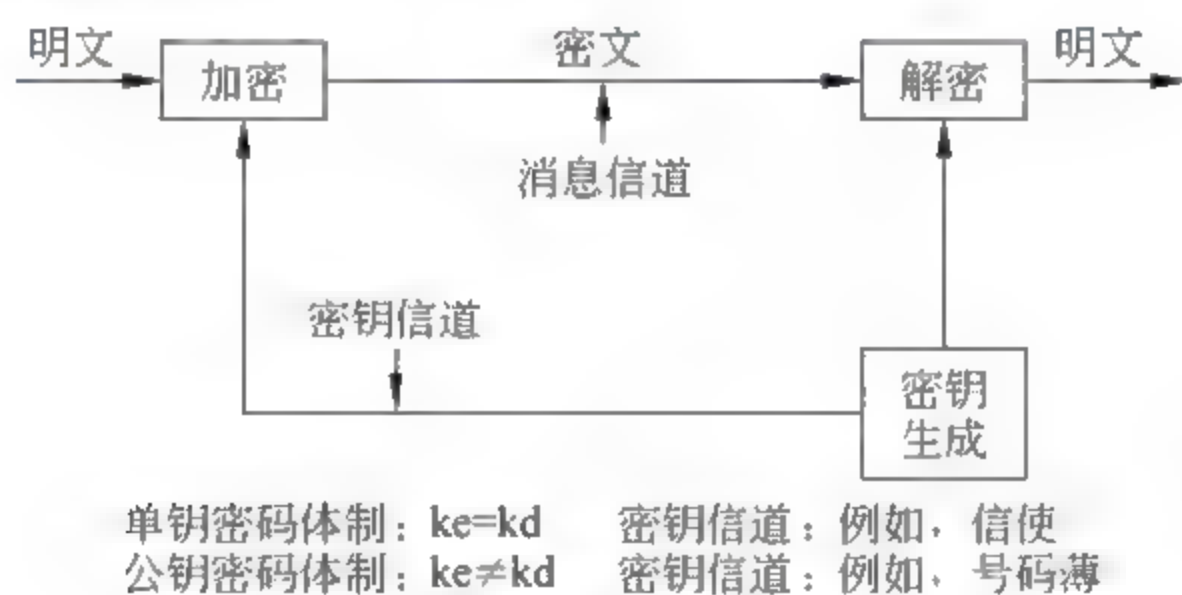 明文
加密
密文
解密
明文
消息信道
密钥信道
密钥
生成
单钥密码体制：ke=kd 密钥信道：例如，信使
公钥密码体制：ke≠kd 密钥信道：例如，号码薄